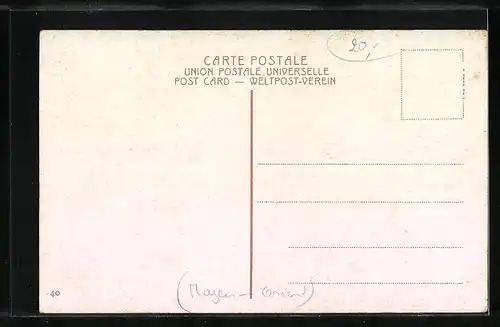 20,-
CARTE POSTALE
UNION POSTALE UNIVERSELLE
POST CARD — WELTPOST-VEREIN
40
(Moyen-Orient)